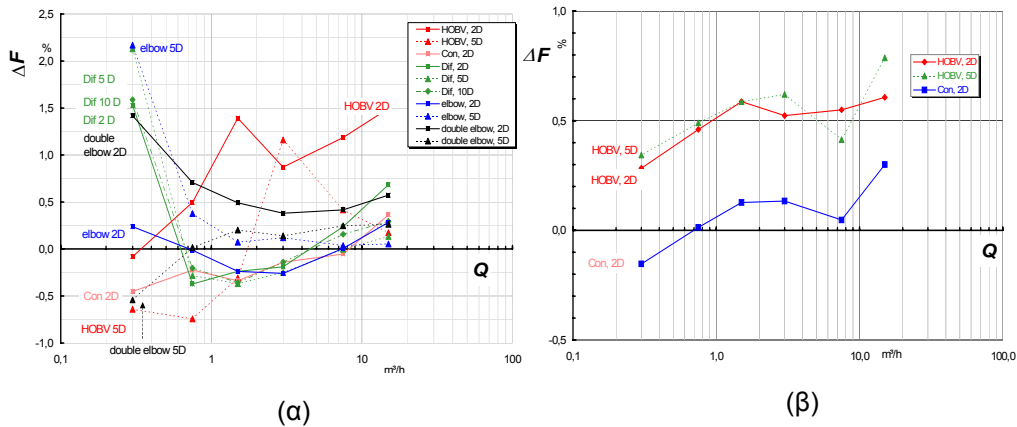 2,5
%
ΔF
2,0
1,5
1,0
0,5
0,0
-0,5
-1,0
0,1
1
10
100
m³/h
Q
elbow 5D
Dif 5 D
Dif 10 D
Dif 2 D
double
elbow 2D
elbow 2D
Con 2D
HOBV 5D
double elbow 5D
HOBV 2D
HOBV, 2D
HOBV, 5D
Con, 2D
Dif, 2D
Dif, 5D
Dif, 10D
elbow, 2D
elbow, 5D
double elbow, 2D
double elbow, 5D
(α)
1,0
ΔF %
0,5
0,0
-0,5
0,1
1,0
10,0
m³/h
100,0
Q
HOBV, 5D
HOBV, 2D
Con, 2D
HOBV, 2D
HOBV, 5D
Con, 2D
(β)